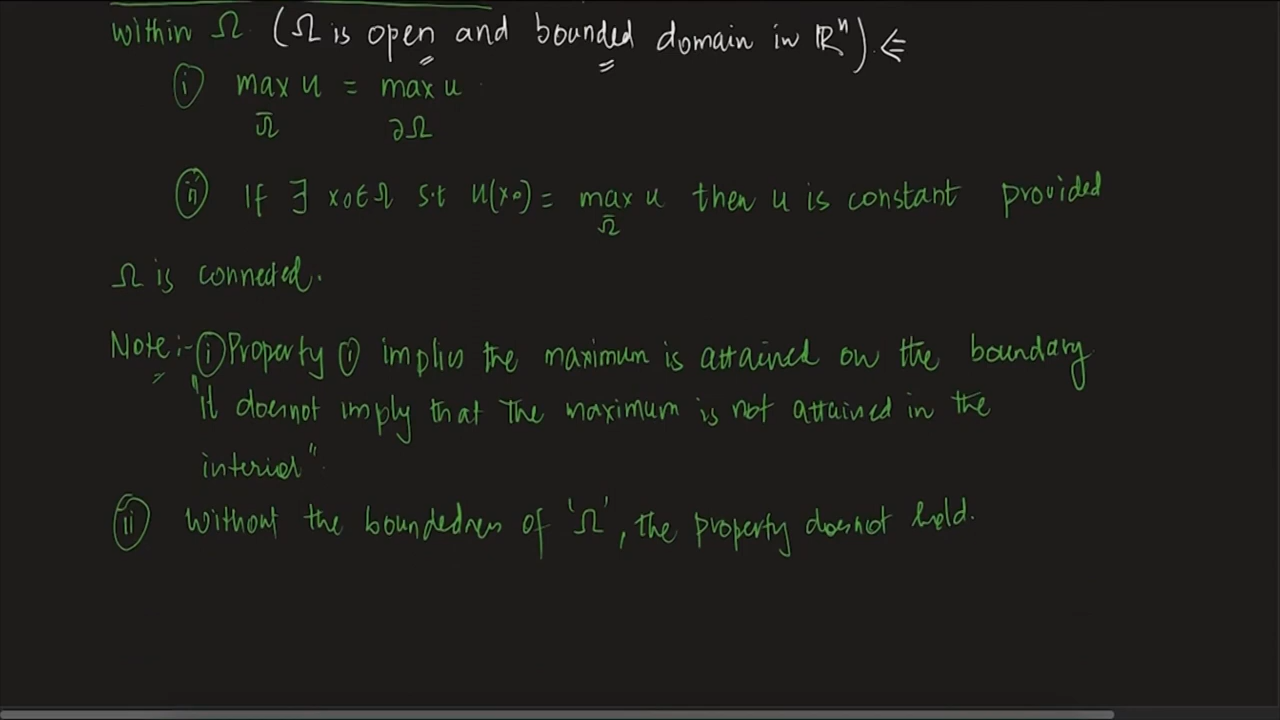 within Ω (Ω is open and bounded domain in ℝⁿ). ⇐
(i) max u = max u
Ω̄ ∂Ω
(ii) If ∃ x₀∈Ω s.t u(x₀) = max u then u is constant provided
Ω̄
Ω is connected.
Note:- (i) Property (i) implies the maximum is attained on the boundary
"it doesnot imply that the maximum is not attained in the
interior"
(ii) Without the boundedness of 'Ω', the property doesnot hold.